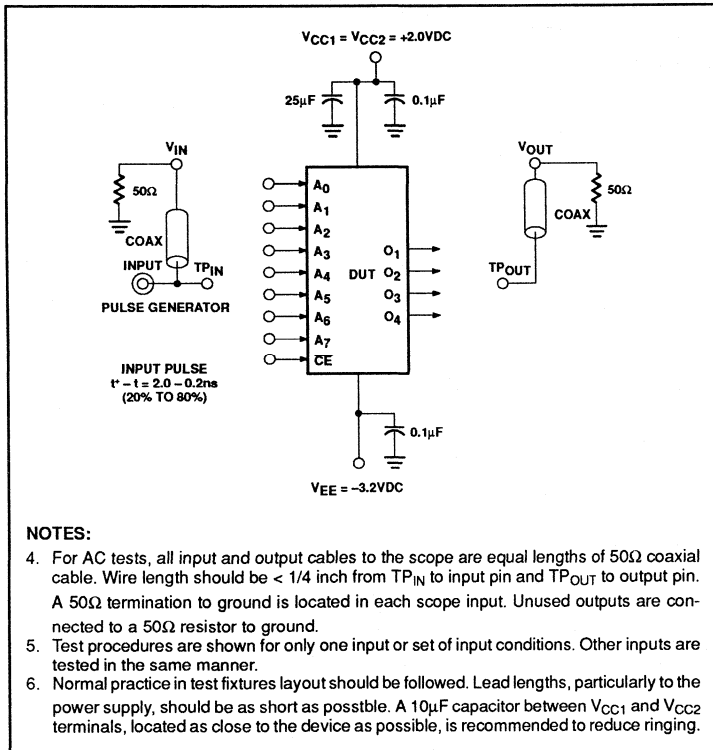 VCC1 = VCC2 = +2.0VDC
25μF
0.1μF
VIN
50Ω
COAX
INPUT
TPIN
PULSE GENERATOR
INPUT PULSE
t+ – t = 2.0 – 0.2ns
(20% TO 80%)
A0
A1
A2
A3
A4
A5
A6
A7
CE
DUT
O1
O2
O3
O4
VOUT
50Ω
COAX
TPOUT
0.1μF
VEE = –3.2VDC
NOTES:
4. For AC tests, all input and output cables to the scope are equal lengths of 50Ω coaxial
cable. Wire length should be < 1/4 inch from TPIN to input pin and TPOUT to output pin.
A 50Ω termination to ground is located in each scope input. Unused outputs are con-
nected to a 50Ω resistor to ground.
5. Test procedures are shown for only one input or set of input conditions. Other inputs are
tested in the same manner.
6. Normal practice in test fixtures layout should be followed. Lead lengths, particularly to the
power supply, should be as short as posstble. A 10μF capacitor between VCC1 and VCC2
terminals, located as close to the device as possible, is recommended to reduce ringing.